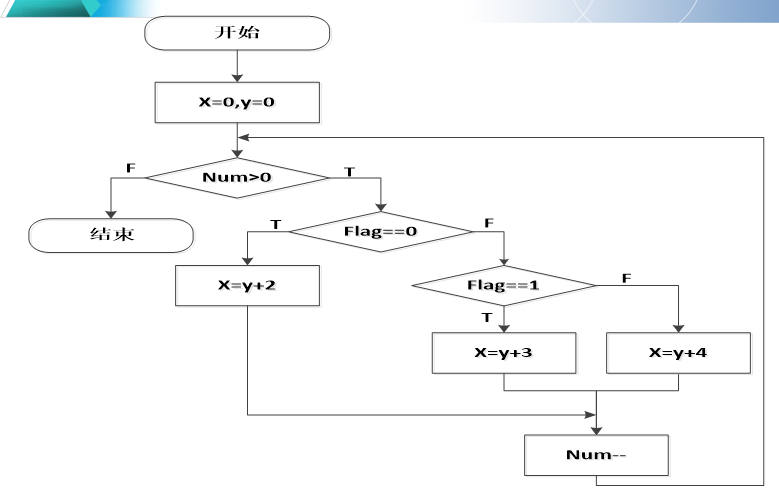 开始
X=0,y=0
F
Num>0
T
结束
T
Flag==0
F
X=y+2
Flag==1
F
T
X=y+3
X=y+4
Num--